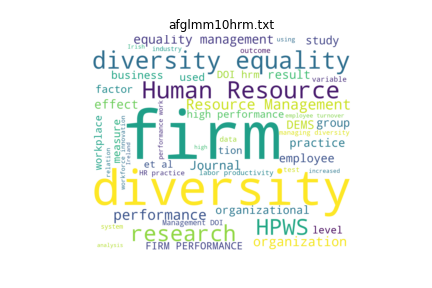 afglmm10hrm.txt
equality management
using
Irish
industry
outcome
study
diversity equality
business
used
DOI hrm
result
variable
factor
Human Resource
effect
Resource Management
high performance
employee turnover
workplace
measure
firm
DEMS
group
managing diversity
workforce innovation
performance work
data
practice
relation
Ireland
high
tion
et al
Journal
employee
HR practice
labor productivity
test
increased
diversity
performance
organizational
Management DOI
HPWS
level
system
research
organization
FIRM PERFORMANCE
analysis